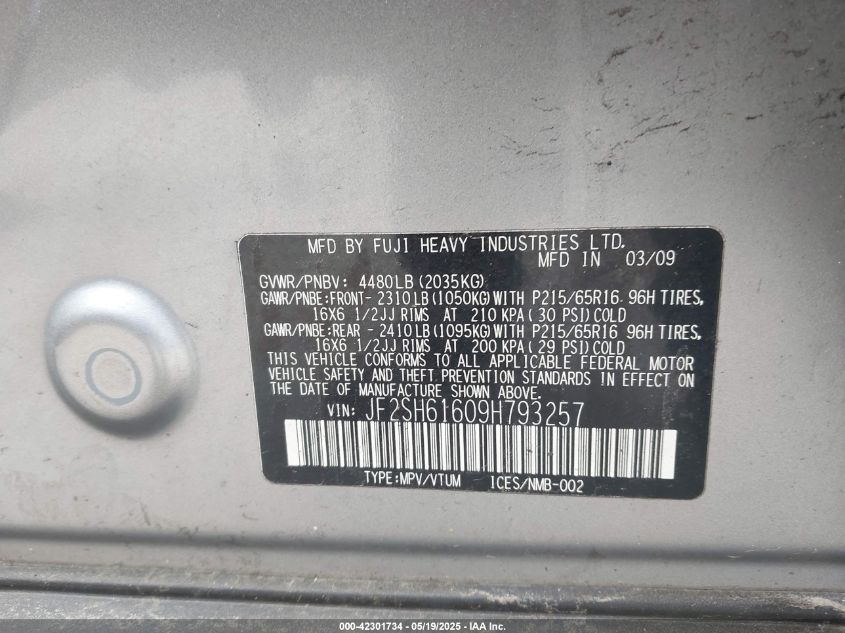 MFD BY FUJI HEAVY INDUSTRIES LTD.
MFD IN 03/09
GVWR/PNBV: 4480LB (2035KG)
GAWR/PNBE:FRONT- 2310LB (1050KG) WITH P215/65R16 96H TIRES,
16X6 1/2JJ RIMS AT 210 KPA (30 PSI) COLD
GAWR/PNBE:REAR - 2410LB (1095KG) WITH P215/65R16 96H TIRES,
16X6 1/2JJ RIMS AT 200 KPA (29 PSI) COLD
THIS VEHICLE CONFORMS TO ALL APPLICABLE FEDERAL MOTOR
VEHICLE SAFETY AND THEFT PREVENTION STANDARDS IN EFFECT ON
THE DATE OF MANUFACTURE SHOWN ABOVE.
VIN: JF2SH61609H793257
TYPE:MPV/VTUM ICES/NMB-002
000-42301734 - 05/19/2025 - IAA Inc.